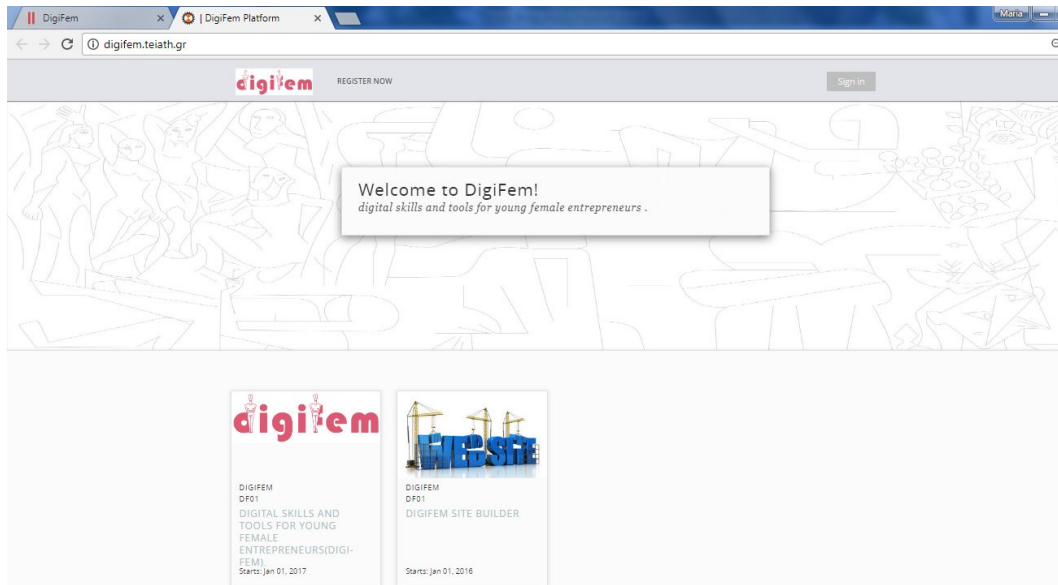 DigiFem
| DigiFem Platform
Maria
digifem.teiath.gr
digifem
REGISTER NOW
Sign in
Welcome to DigiFem!
digital skills and tools for young female entrepreneurs .
digifem
WEBSITE
DIGIFEM
DF01
DIGITAL SKILLS AND
TOOLS FOR YOUNG
FEMALE
ENTREPRENEURS(DIGI-
FEM).
Starts: Jan 01, 2017
DIGIFEM
DF01
DIGIFEM SITE BUILDER
Starts: Jan 01, 2016